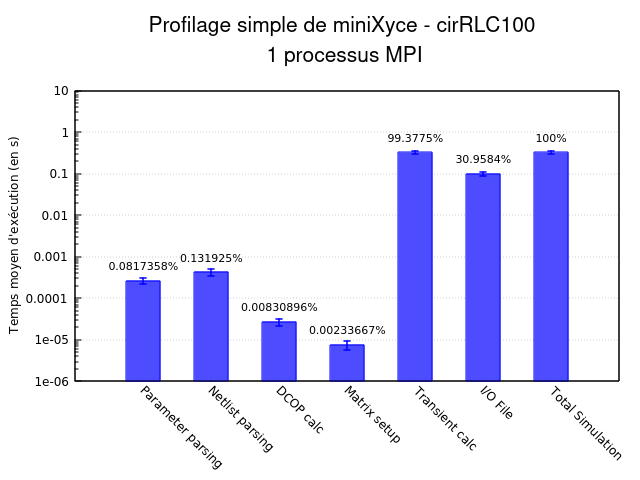 Profilage simple de miniXyce - cirRLC100
1 processus MPI
Temps moyen d'exécution (en s)
10
1
0.1
0.01
0.001
0.0001
1e-05
1e-06
0.0817358%
0.131925%
0.00830896%
0.00233667%
99.3775%
30.9584%
100%
Parameter parsing
Netlist parsing
DCOP calc
Matrix setup
Transient calc
I/O File
Total Simulation